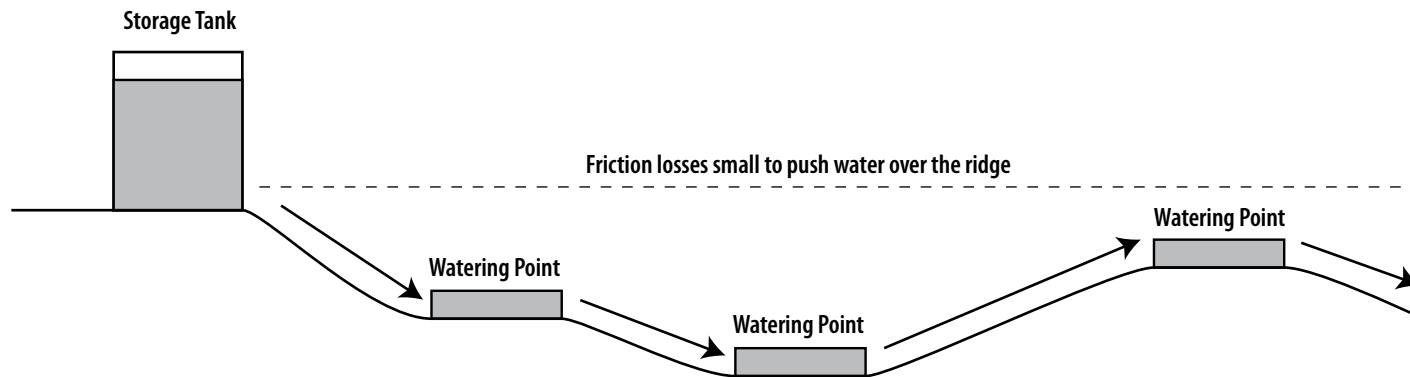 Storage Tank
Friction losses small to push water over the ridge
Watering Point
Watering Point
Watering Point